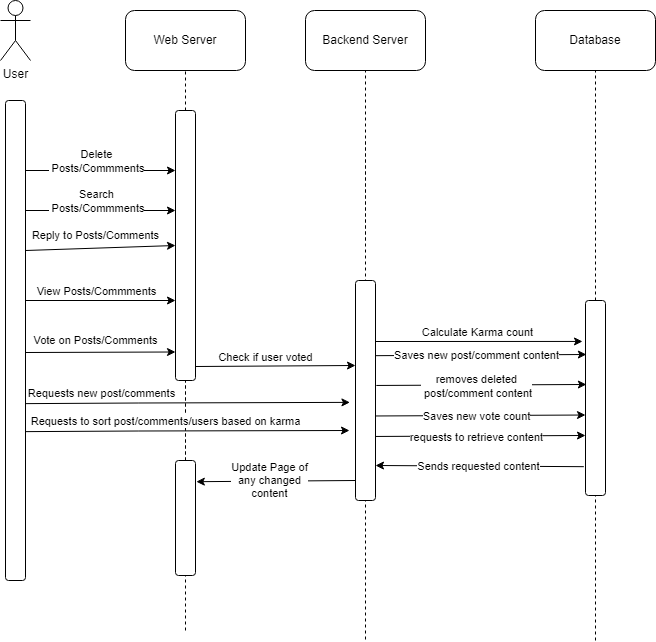 User
Web Server
Backend Server
Database
Delete
Posts/Commments
Search
Posts/Commments
Reply to Posts/Comments
View Posts/Commments
Vote on Posts/Comments
Check if user voted
Calculate Karma count
Saves new post/comment content
removes deleted
post/comment content
Requests new post/comments
Saves new vote count
Requests to sort post/comments/users based on karma
requests to retrieve content
Sends requested content
Update Page of
any changed
content